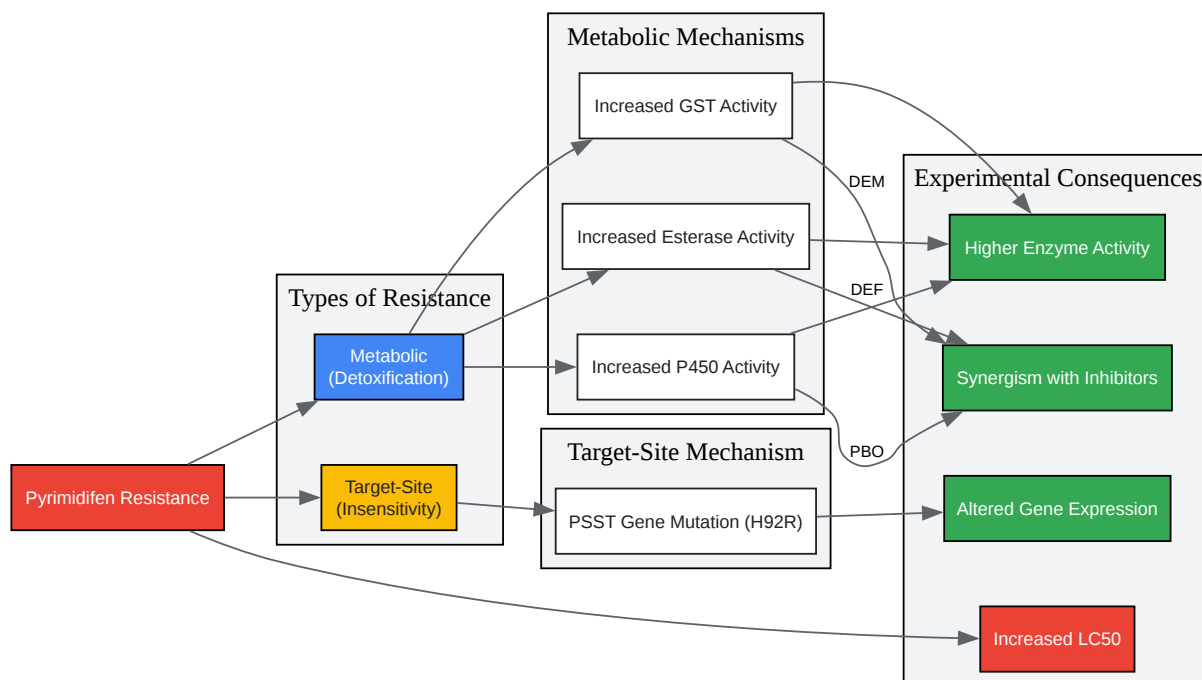 Metabolic Mechanisms
Increased GST Activity
DEM
Experimental Consequences
Increased Esterase Activity
Higher Enzyme Activity
Types of Resistance
DEF
Metabolic
(Detoxification)
Increased P450 Activity
Synergism with Inhibitors
PBO
Target-Site Mechanism
Pyrimidifen Resistance
Target-Site
(Insensitivity)
PSST Gene Mutation (H92R)
Altered Gene Expression
Increased LC50